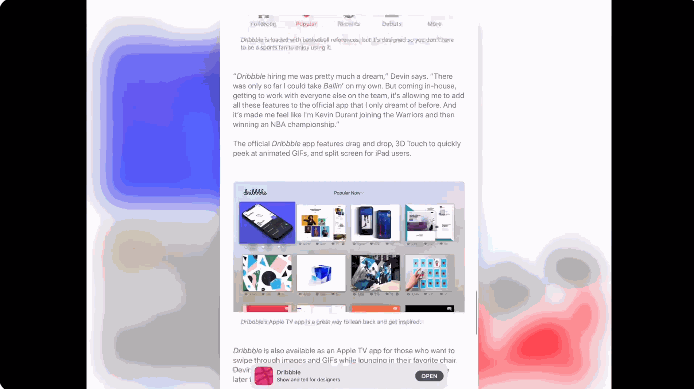 Following Popular Recents Debuts More
Dribbble is loaded with basketball references, but it's designed so you don't have
to be a sports fan to enjoy using it.
“Dribbble hiring me was pretty much a dream,” Devin says. “There
was only so far I could take Ballin' on my own. But coming in-house,
getting to work with everyone else on the team, it's allowing me to add
all these features to the official app that I only dreamt of before. And
it's made me feel like I'm Kevin Durant joining the Warriors and then
winning an NBA championship.”
The official Dribbble app features drag and drop, 3D Touch to quickly
peek at animated GIFs, and split screen for iPad users.
dribbble
Popular Now
Dribbble's Apple TV app is a great way to lean back and get inspired.
Dribbble is also available as an Apple TV app for those who want to
swipe through images and GIFs while lounging in their favorite chair.
Devin
later t
Dribbble
Show and tell for designers.
OPEN